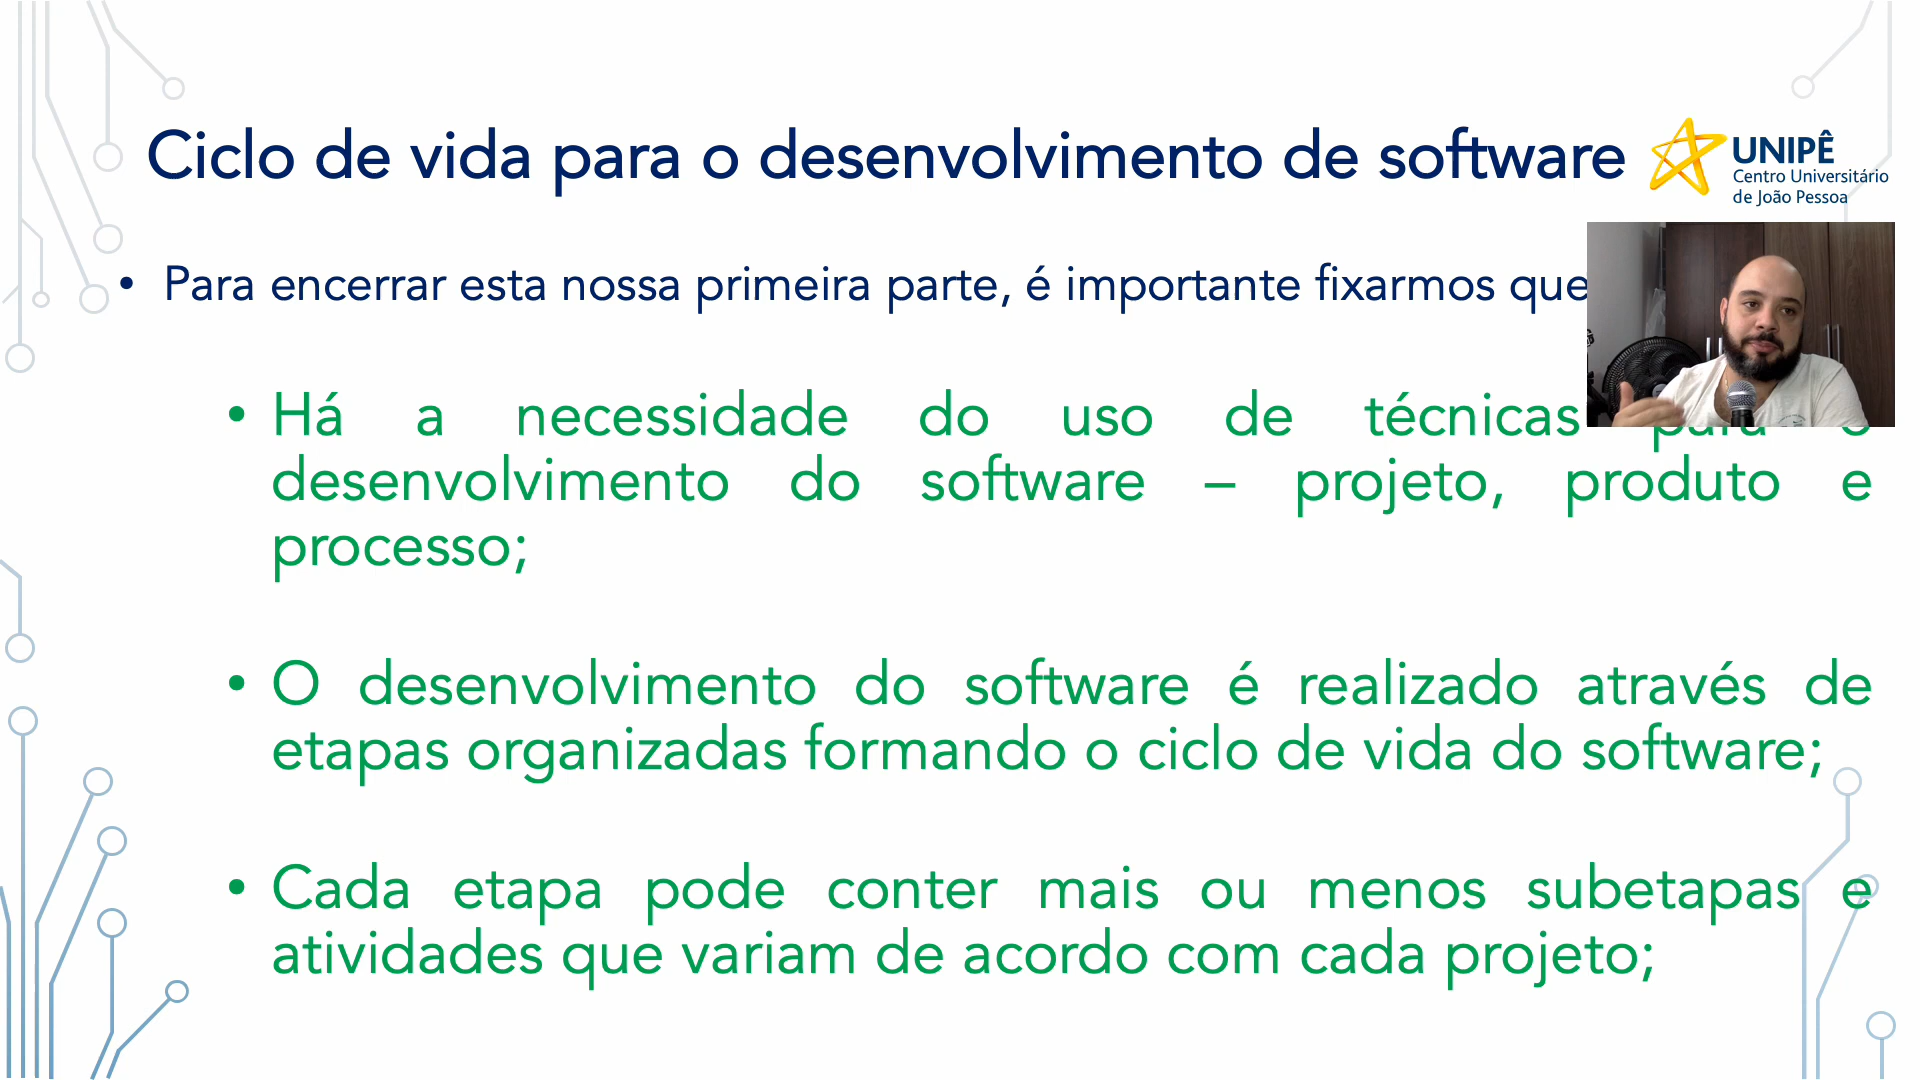 Ciclo de vida para o desenvolvimento de software
UNIPÊ
Centro Universitário
de João Pessoa
• Para encerrar esta nossa primeira parte, é importante fixarmos que
• Há a necessidade do uso de técnicas para o
desenvolvimento do software – projeto, produto e
processo;
• O desenvolvimento do software é realizado através de
etapas organizadas formando o ciclo de vida do software;
• Cada etapa pode conter mais ou menos subetapas e
atividades que variam de acordo com cada projeto;